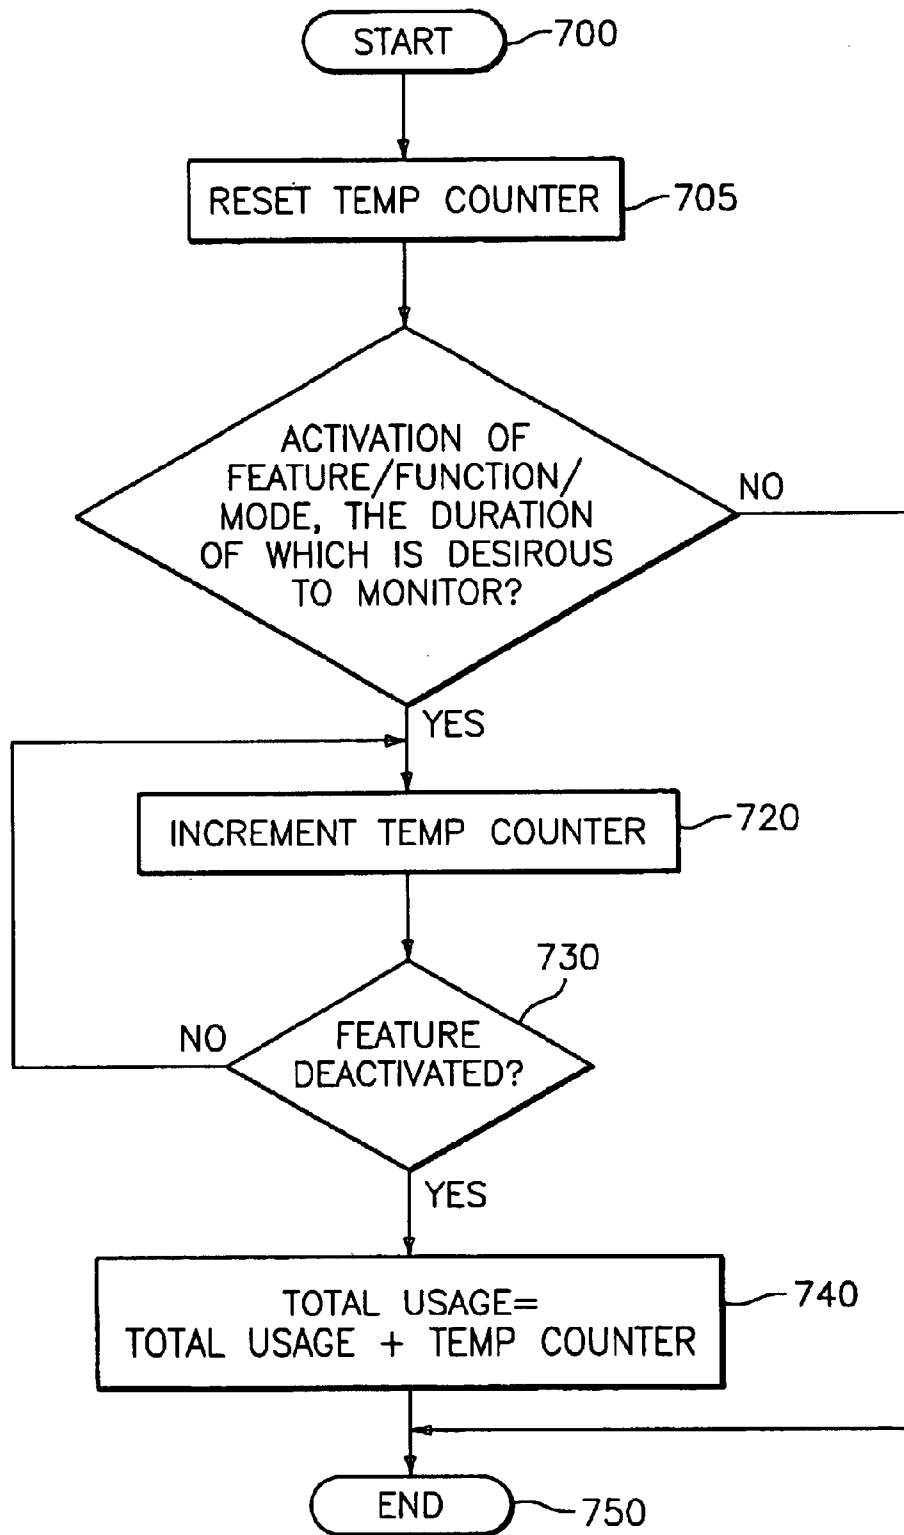 START
700
RESET TEMP COUNTER
705
ACTIVATION OF
FEATURE/FUNCTION/
MODE, THE DURATION
OF WHICH IS DESIROUS
TO MONITOR?
NO
YES
INCREMENT TEMP COUNTER
720
730
FEATURE
DEACTIVATED?
NO
YES
TOTAL USAGE=
TOTAL USAGE + TEMP COUNTER
740
END
750